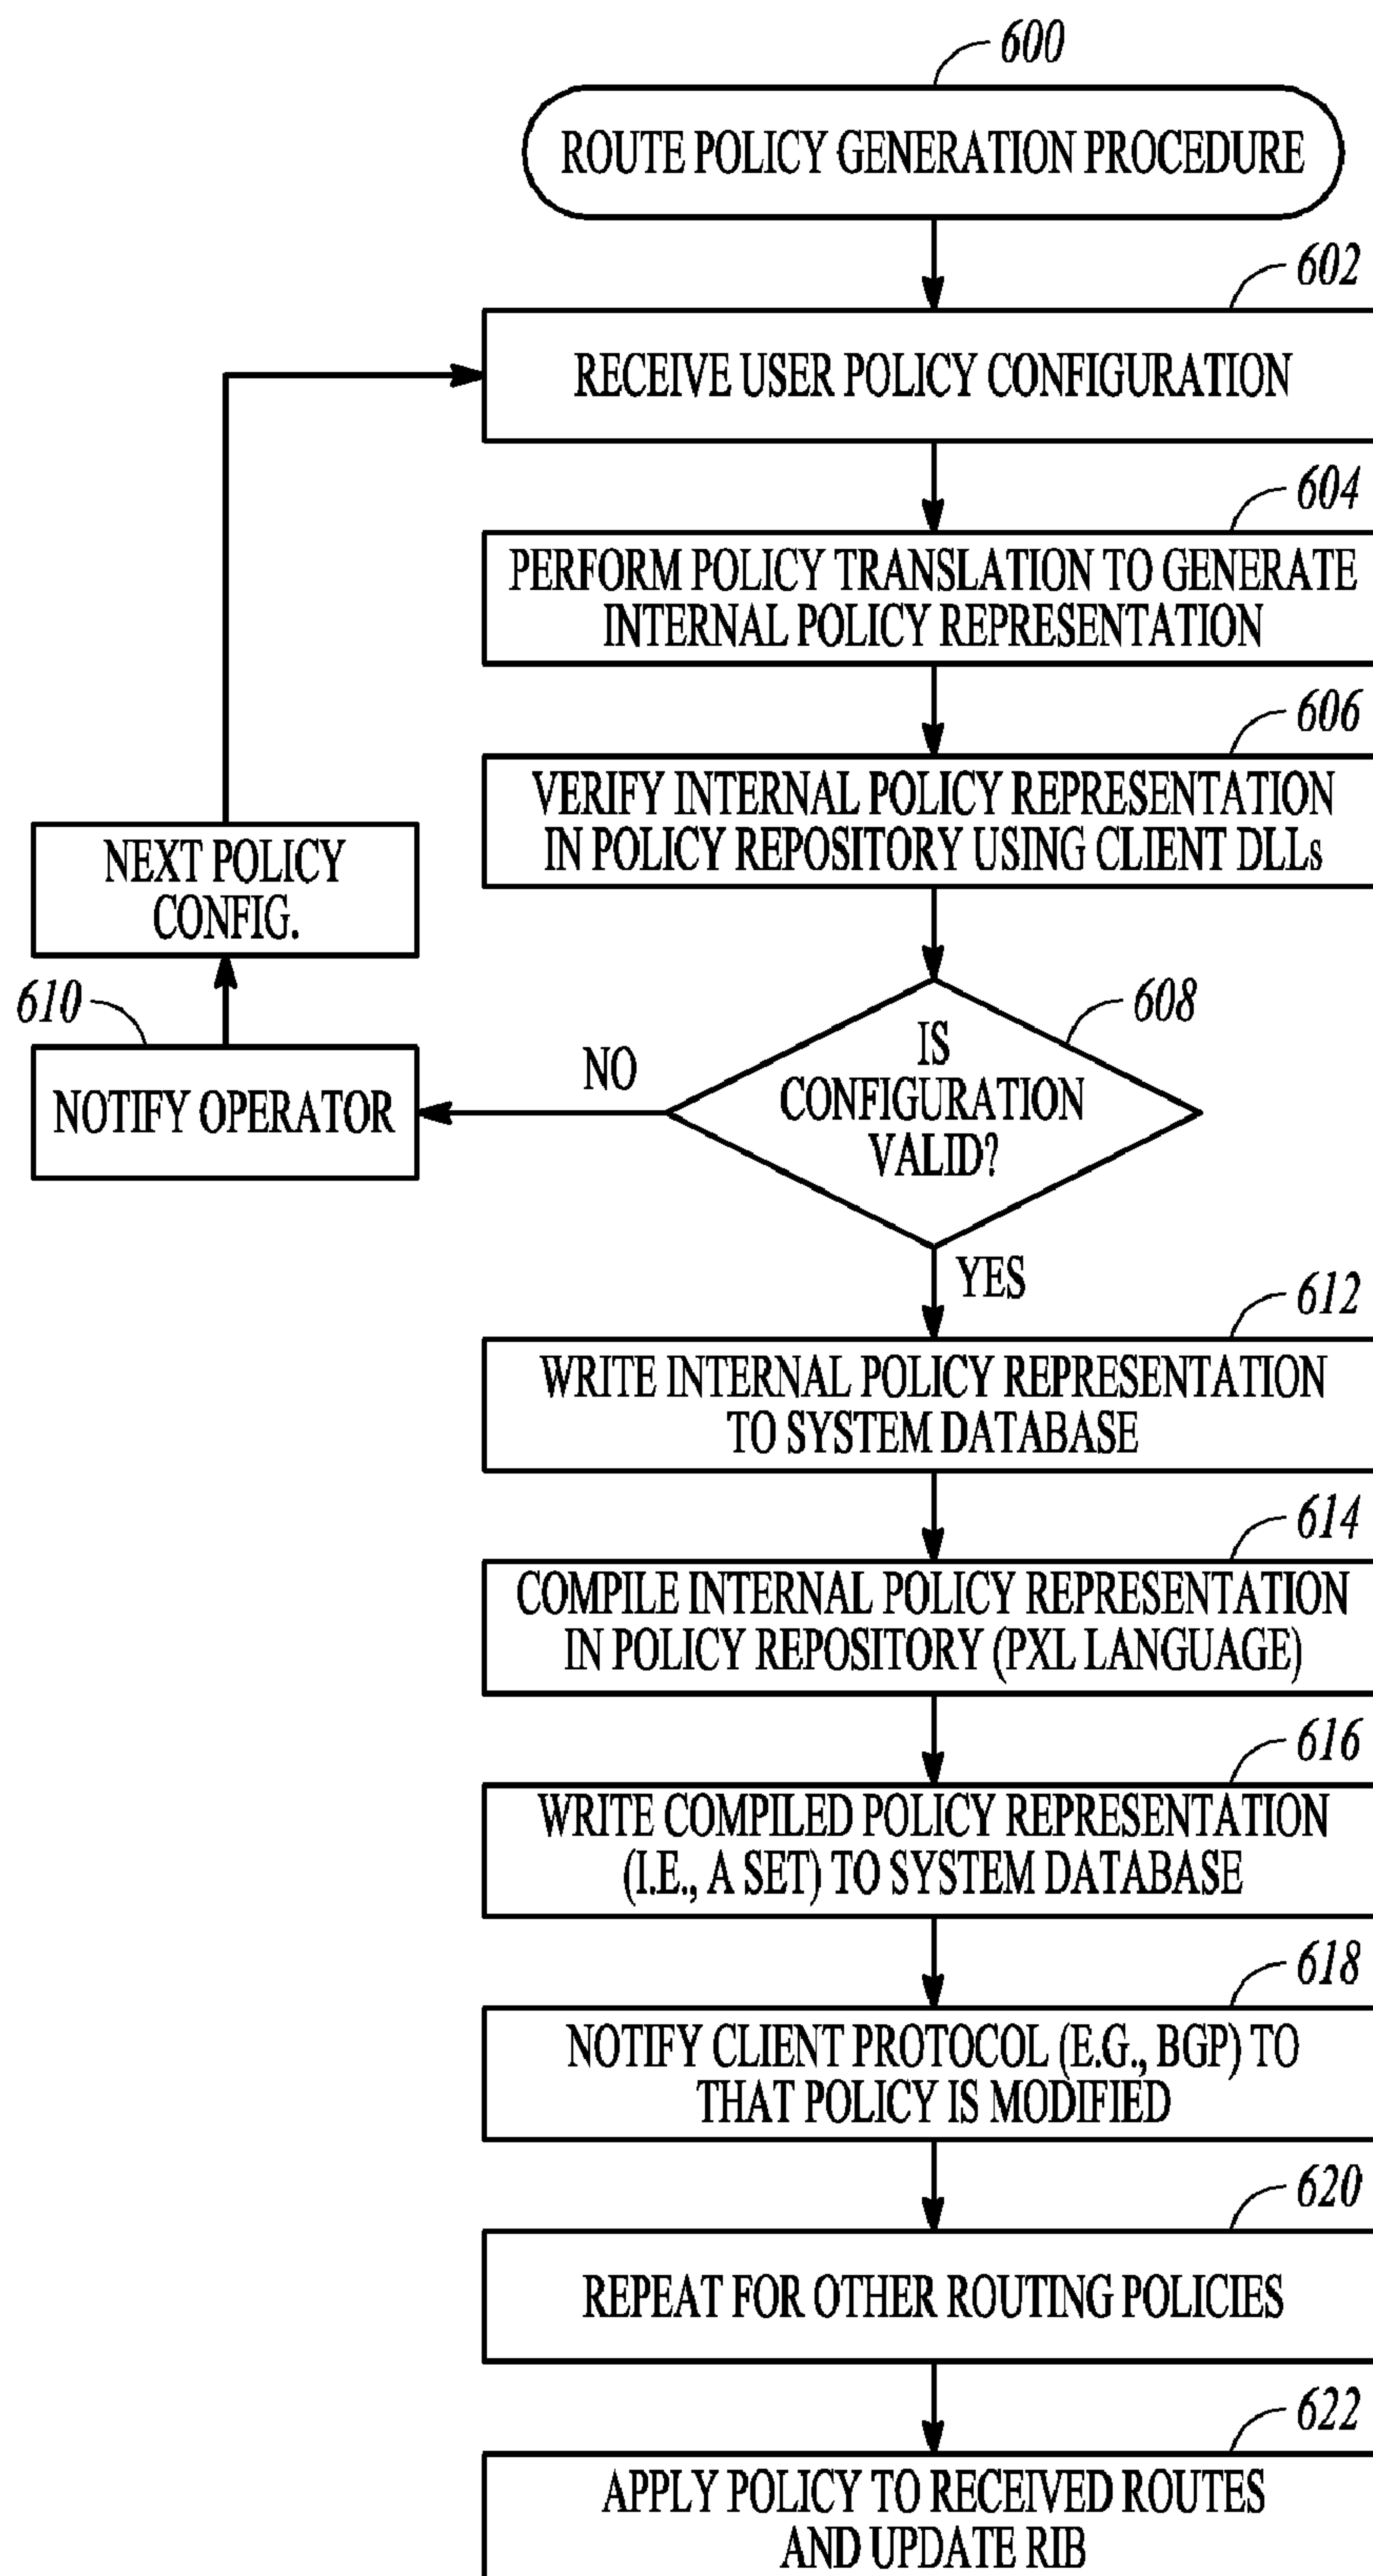 600
ROUTE POLICY GENERATION PROCEDURE
602
RECEIVE USER POLICY CONFIGURATION
604
PERFORM POLICY TRANSLATION TO GENERATE
INTERNAL POLICY REPRESENTATION
606
VERIFY INTERNAL POLICY REPRESENTATION
IN POLICY REPOSITORY USING CLIENT DLLs
NEXT POLICY
CONFIG.
610
NOTIFY OPERATOR
NO
608
IS
CONFIGURATION
VALID?
YES
612
WRITE INTERNAL POLICY REPRESENTATION
TO SYSTEM DATABASE
614
COMPILE INTERNAL POLICY REPRESENTATION
IN POLICY REPOSITORY (PXL LANGUAGE)
616
WRITE COMPILED POLICY REPRESENTATION
(I.E., A SET) TO SYSTEM DATABASE
618
NOTIFY CLIENT PROTOCOL (E.G., BGP) TO
THAT POLICY IS MODIFIED
620
REPEAT FOR OTHER ROUTING POLICIES
622
APPLY POLICY TO RECEIVED ROUTES
AND UPDATE RIB